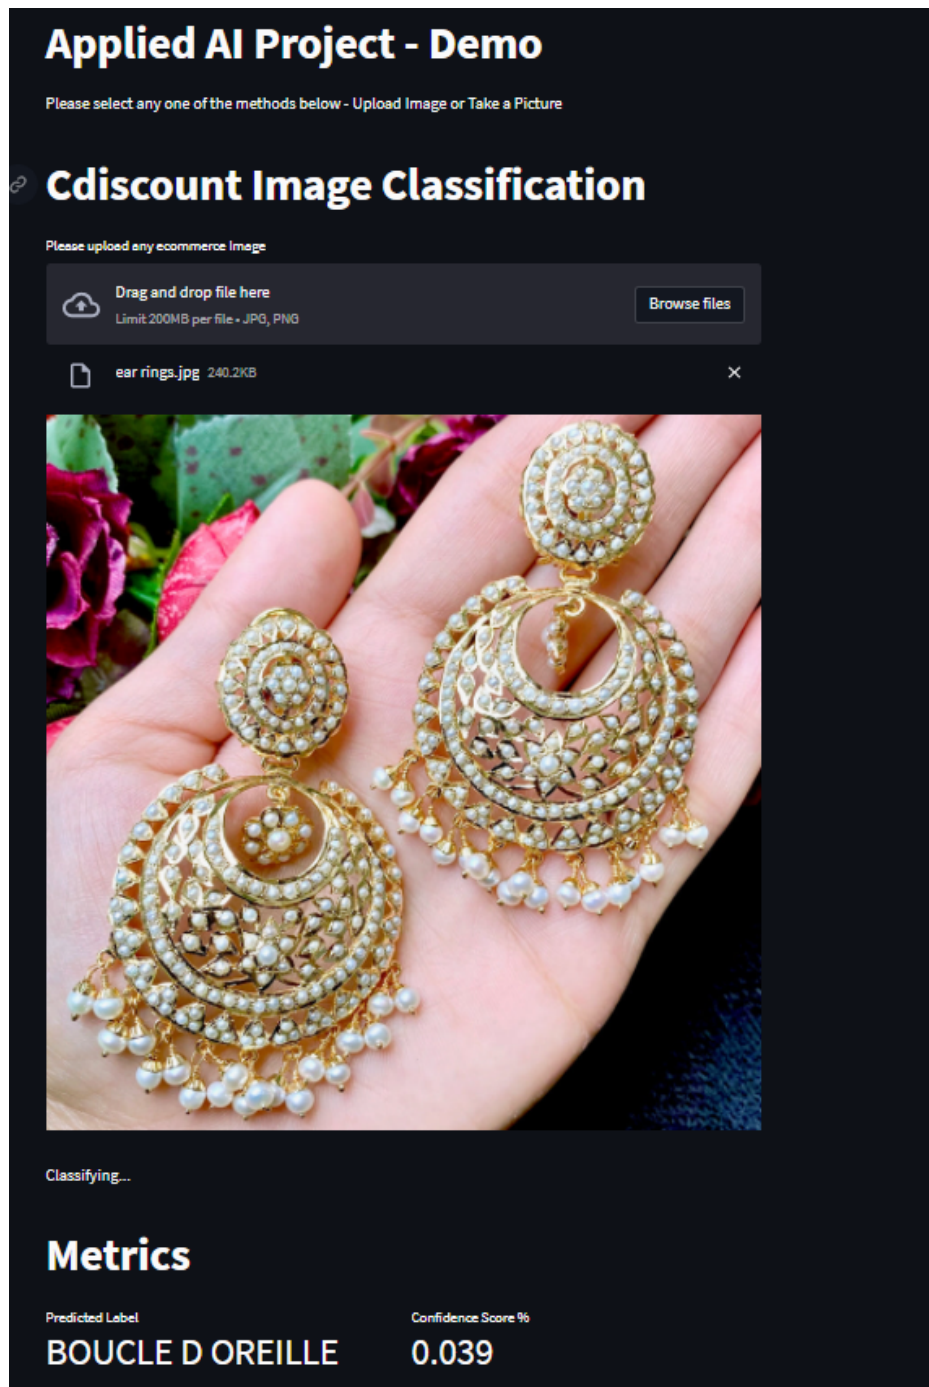 Applied AI Project - Demo
Please select any one of the methods below - Upload Image or Take a Picture
Cdiscount Image Classification
Please upload any ecommerce Image
Drag and drop file here
Limit 200MB per file • JPG, PNG
Browse files
ear rings.jpg 240.2KB
Classifying...
Metrics
Predicted Label
Confidence Score %
BOUCLE D OREILLE
0.039